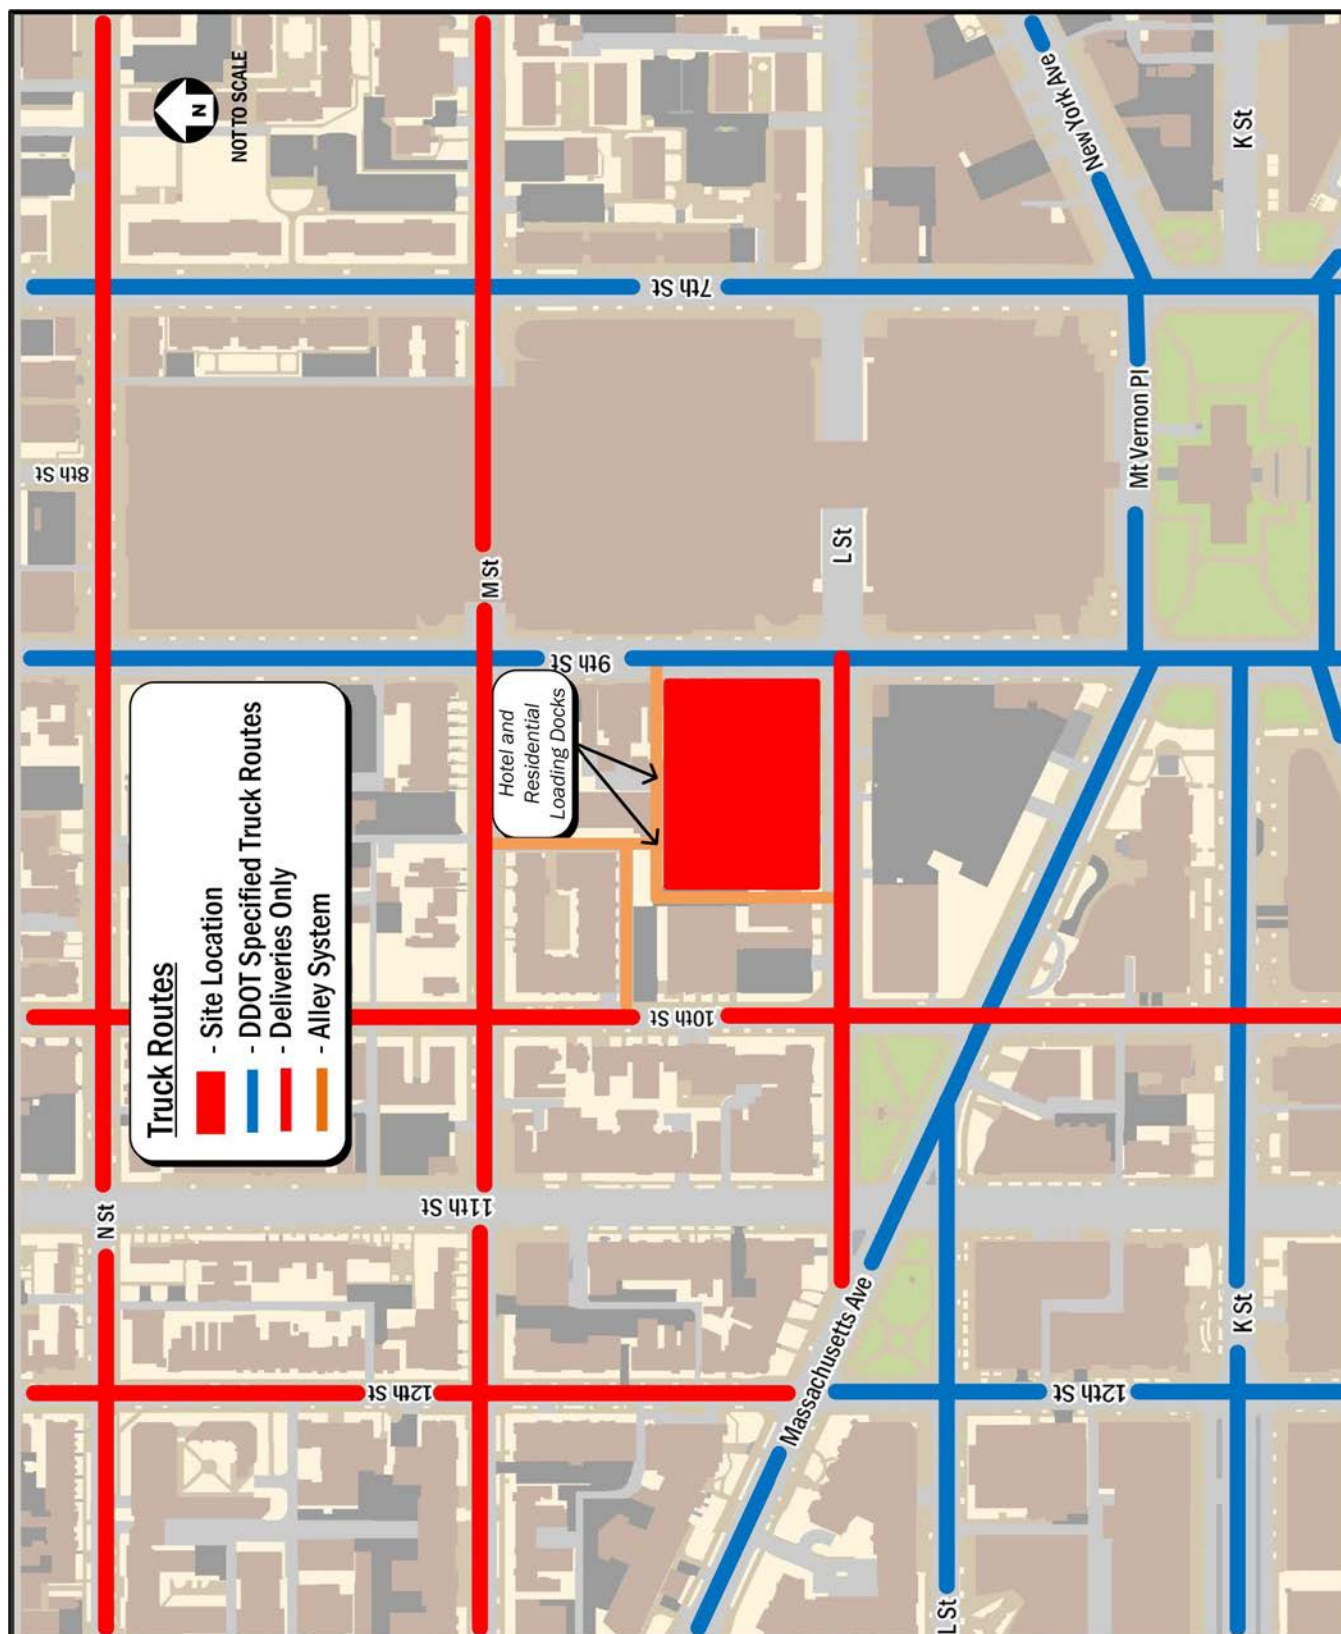 N
NOT TO SCALE
New York Ave
K St
7th St
Mt Vernon Pl
8th St
M St
L St
9th St
Hotel and
Residential
Loading Docks
Truck Routes
- Site Location
- DDOT Specified Truck Routes
- Deliveries Only
- Alley System
10th St
N St
11th St
Massachusetts Ave
K St
12th St
12th St
L St